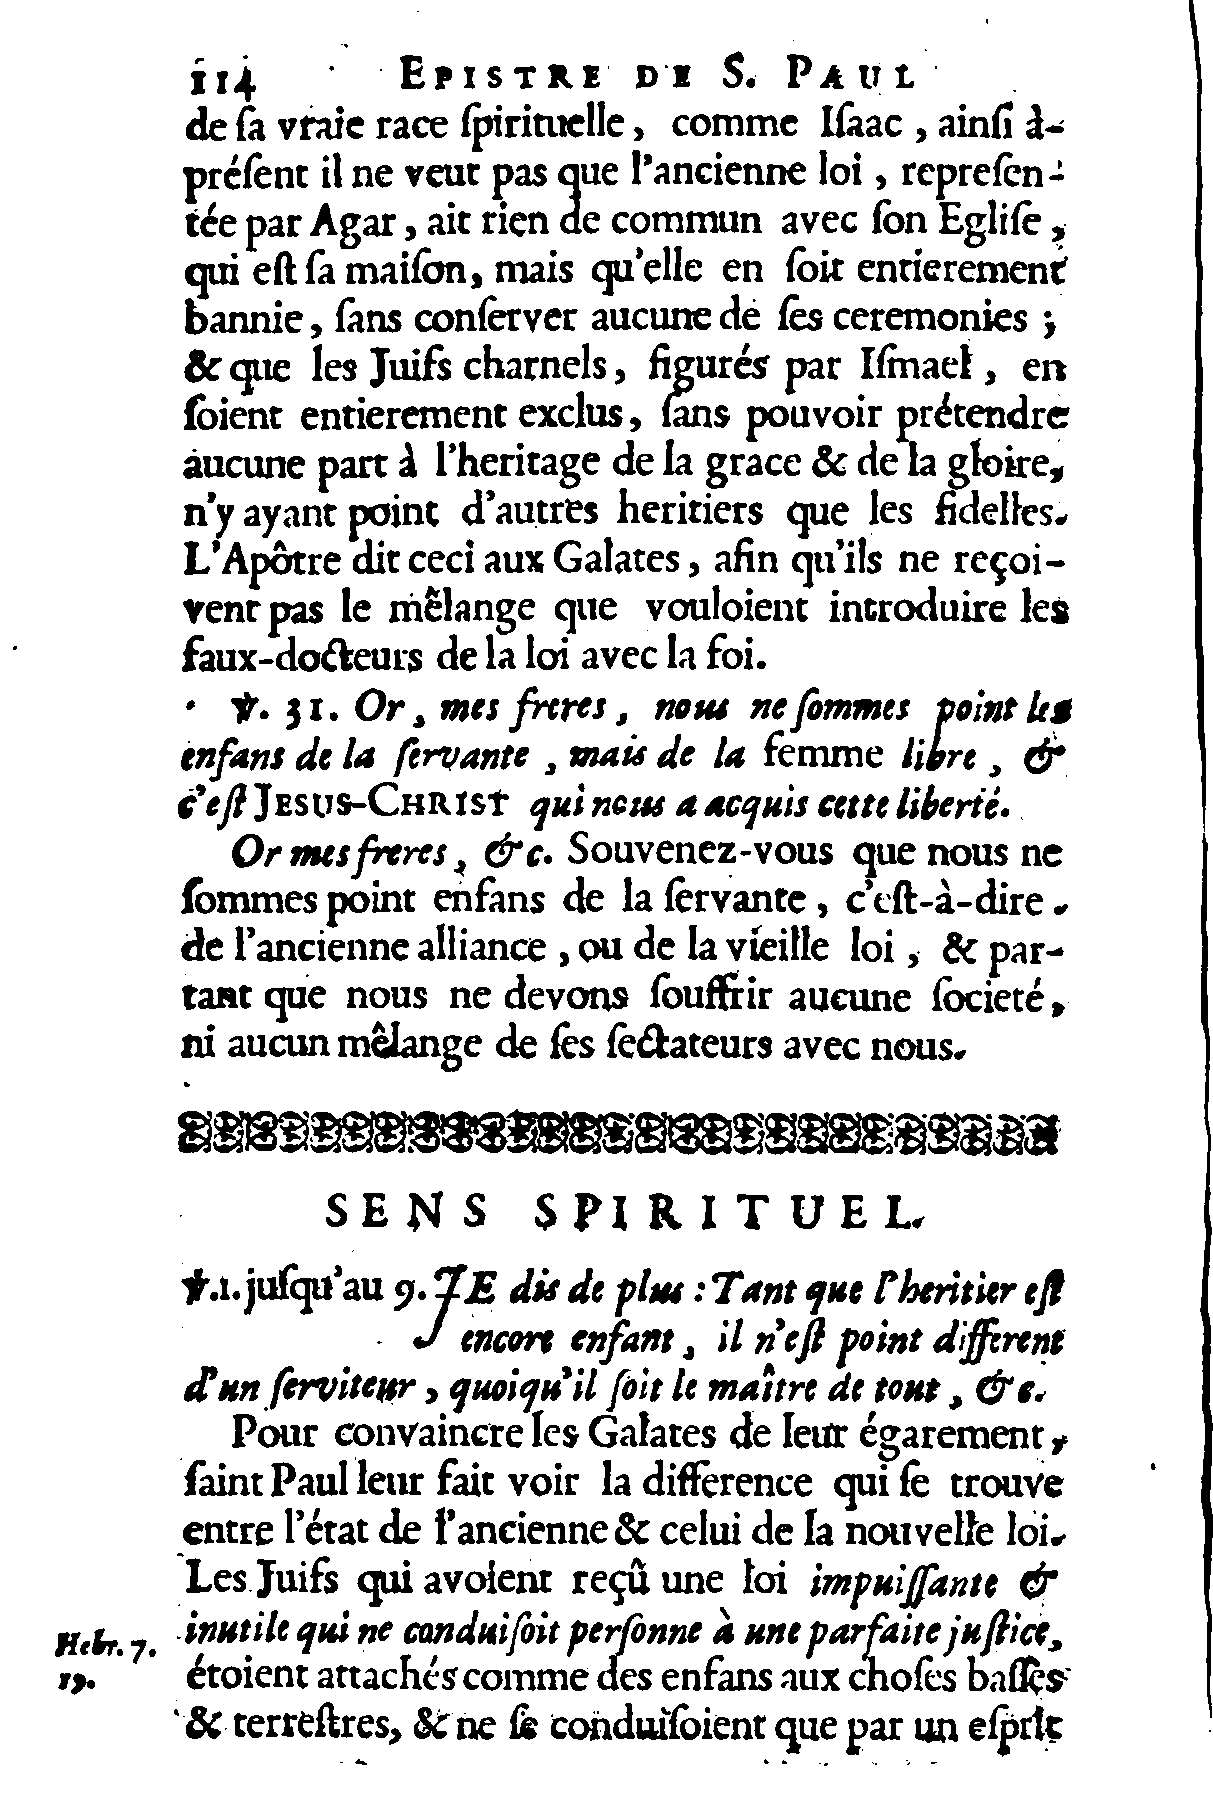 114 EPISTRE DE S. PAUL
de ſa vraie race ſpirituelle, comme Iſaac, ainſi à-
préſent il ne veut pas que l'ancienne loi, repreſen-
tée par Agar, ait rien de commun avec ſon Egliſe,
qui eſt ſa maiſon, mais qu'elle en ſoit entierement
bannie, ſans conſerver aucune de ſes ceremonies;
& que les Juifs charnels, figurés par Iſmael, en
ſoient entierement exclus, ſans pouvoir prétendre
aucune part à l'heritage de la grace & de la gloire,
n'y ayant point d'autres heritiers que les fidelles.
L'Apôtre dit ceci aux Galates, afin qu'ils ne reçoi-
vent pas le mêlange que vouloient introduire les
faux-docteurs de la loi avec la foi.
℣. 31. Or, mes freres, nous ne ſommes point les
enfans de la ſervante, mais de la femme libre, &
c'eſt JESUS-CHRIST qui nous a acquis cette liberté.
Or mes freres, &c. Souvenez-vous que nous ne
ſommes point enfans de la ſervante, c'eſt-à-dire
de l'ancienne alliance, ou de la vieille loi, & par-
tant que nous ne devons ſouffrir aucune ſocieté,
ni aucun mêlange de ſes ſectateurs avec nous.
SENS SPIRITUEL.
℣.1. juſqu'au 9. JE dis de plus: Tant que l'heritier eſt
encore enfant, il n'eſt point different
d'un ſerviteur, quoiqu'il ſoit le maître de tout, &c.
Pour convaincre les Galates de leur égarement,
ſaint Paul leur fait voir la difference qui ſe trouve
entre l'état de l'ancienne & celui de la nouvelle loi.
Les Juifs qui avoient reçû une loi impuiſſante &
inutile qui ne conduiſoit perſonne à une parfaite juſtice,
Hebr. 7.
19.
étoient attachés comme des enfans aux choſes baſſes
& terreſtres, & ne ſe conduiſoient que par un eſprit